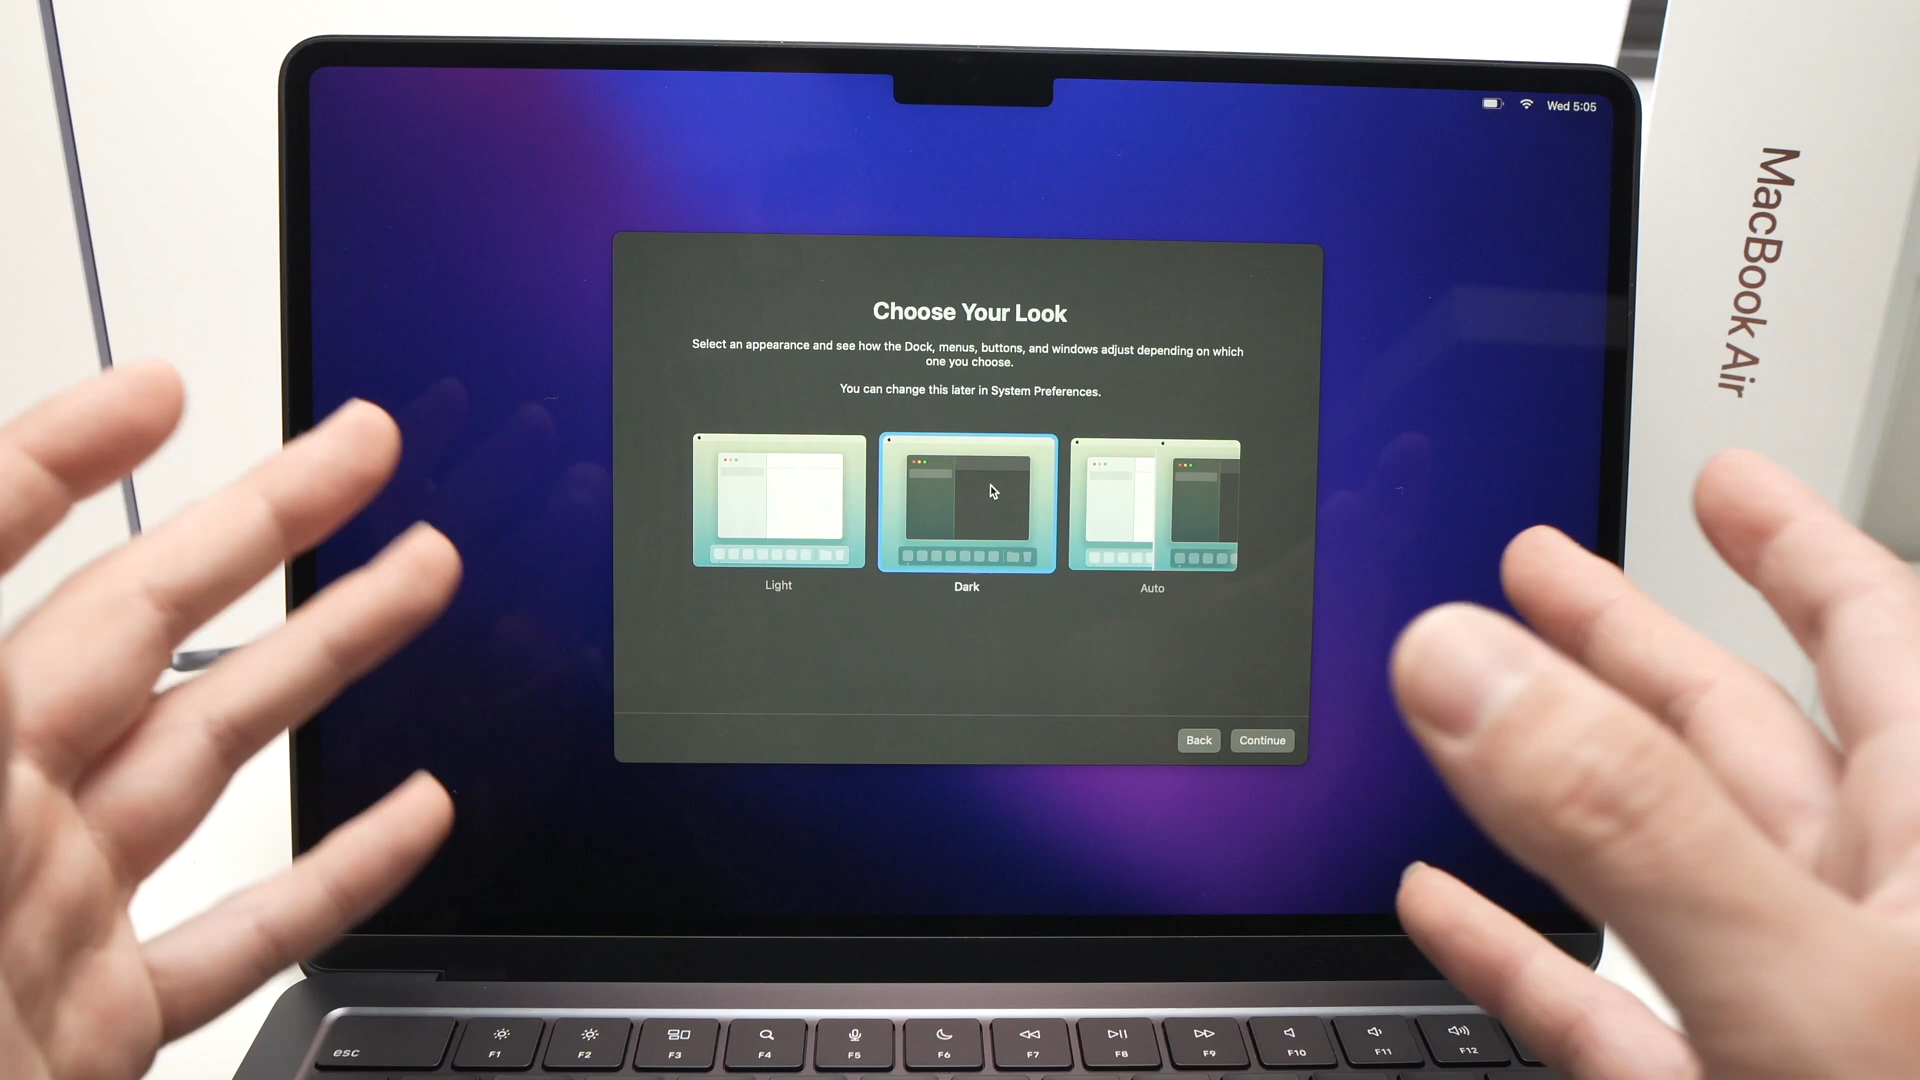 Wed 5:05
MacBook Air
Choose Your Look
Select an appearance and see how the Dock, menus, buttons, and windows adjust depending on which
one you choose.
You can change this later in System Preferences.
Light
Dark
Auto
Back
Continue
esc
F1
F2
F3
F4
F5
F6
F7
F8
F9
F10
F11
F12